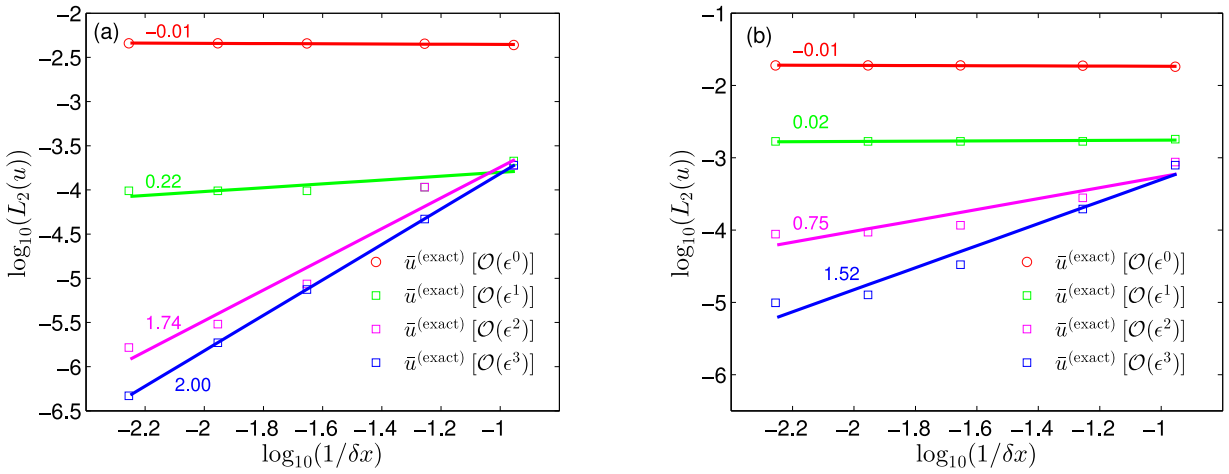 (a)
−2
−2.5
−3
−3.5
−4
−4.5
−5
−5.5
−6
−6.5
log₁₀(L₂(u))
−0.01
0.22
1.74
2.00
ū⁽ᵉˣᵃᶜᵗ⁾ [𝒪(ϵ⁰)]
ū⁽ᵉˣᵃᶜᵗ⁾ [𝒪(ϵ¹)]
ū⁽ᵉˣᵃᶜᵗ⁾ [𝒪(ϵ²)]
ū⁽ᵉˣᵃᶜᵗ⁾ [𝒪(ϵ³)]
−2.2 −2 −1.8 −1.6 −1.4 −1.2 −1
log₁₀(1/δx)
(b)
−1
−2
−3
−4
−5
−6
log₁₀(L₂(u))
−0.01
0.02
0.75
1.52
ū⁽ᵉˣᵃᶜᵗ⁾ [𝒪(ϵ⁰)]
ū⁽ᵉˣᵃᶜᵗ⁾ [𝒪(ϵ¹)]
ū⁽ᵉˣᵃᶜᵗ⁾ [𝒪(ϵ²)]
ū⁽ᵉˣᵃᶜᵗ⁾ [𝒪(ϵ³)]
−2.2 −2 −1.8 −1.6 −1.4 −1.2 −1
log₁₀(1/δx)